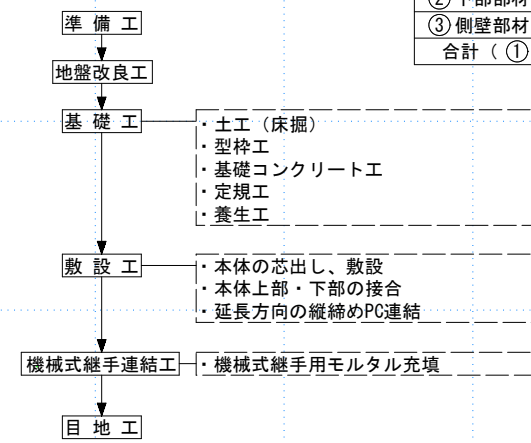 ② 下部部材
③ 側壁部材
合計（ ①
準 備 工
地盤改良工
基 礎 工
・土工（床掘）
・型枠工
・基礎コンクリート工
・定規工
・養生工
敷 設 工
・本体の芯出し、敷設
・本体上部・下部の接合
・延長方向の縦締めPC連結
機械式継手連結工
・機械式継手用モルタル充填
目 地 工